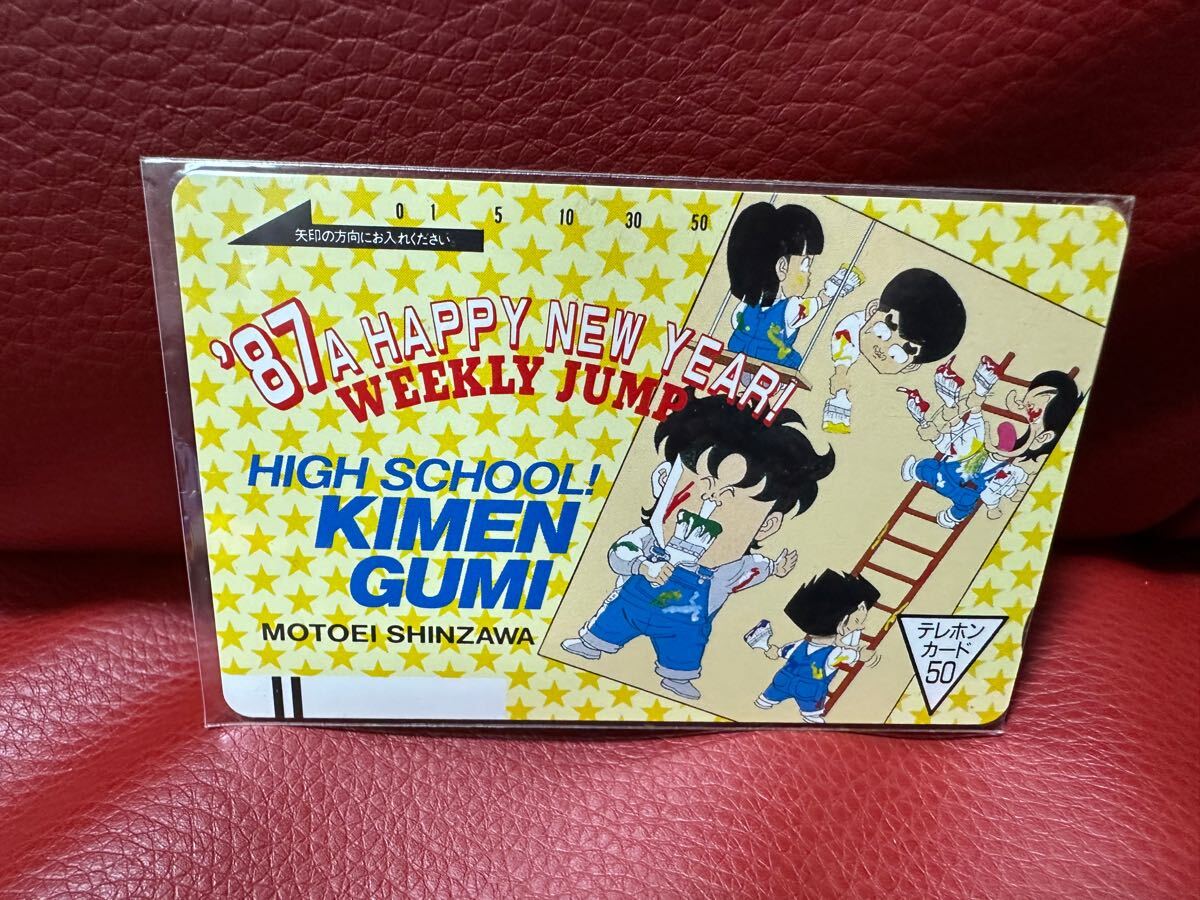 0 1 5 10 30 50
矢印の方向にお入れください
'87 A HAPPY NEW YEAR!
WEEKLY JUMP
HIGH SCHOOL!
KIMEN
GUMI
MOTOEI SHINZAWA
テレホン
カード
50